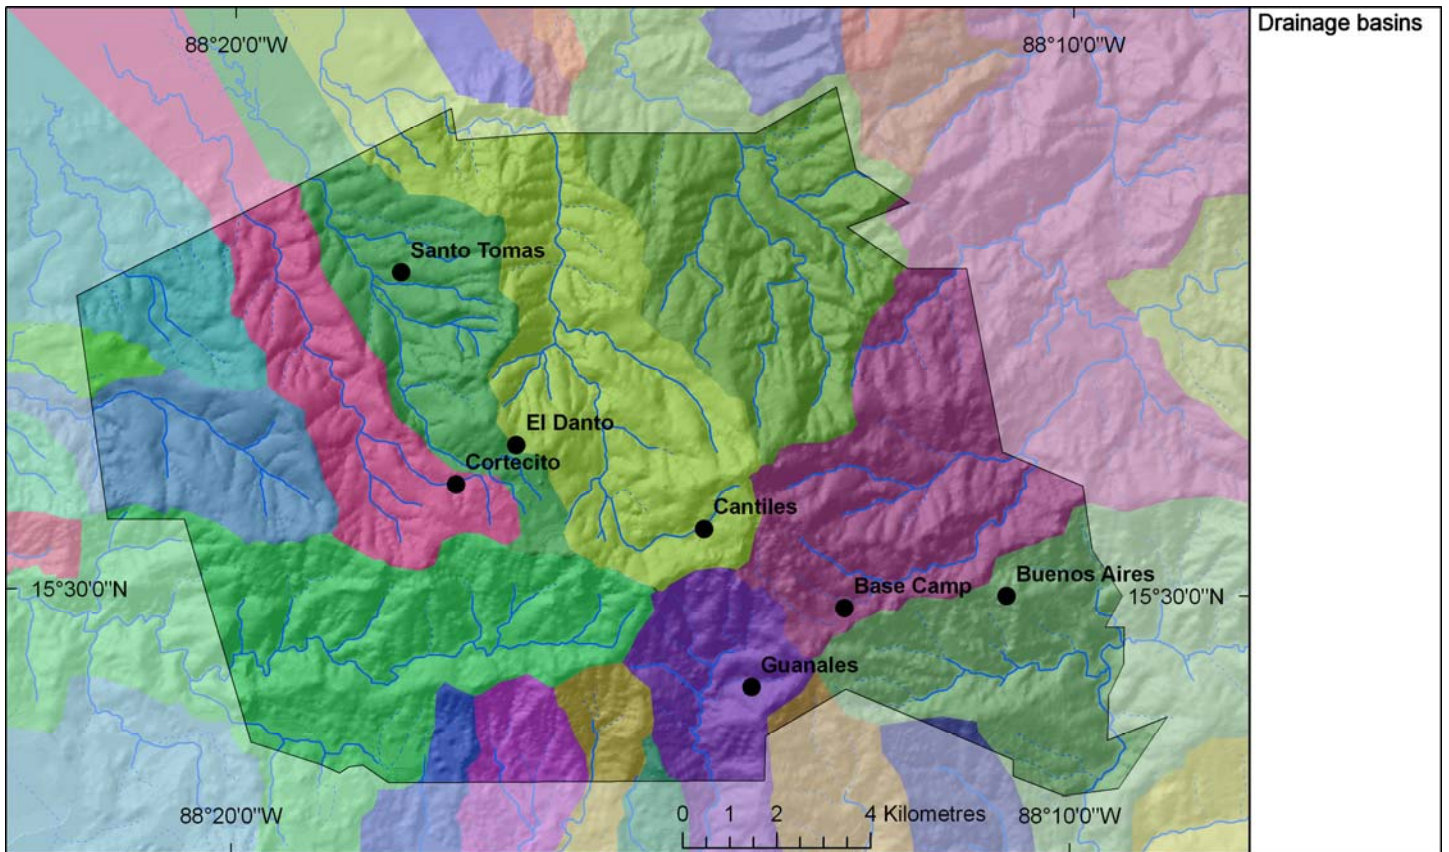 Drainage basins
88°20'0"W
88°10'0"W
Santo Tomas
El Danto
Cortecito
Cantiles
Base Camp
Buenos Aires
15°30'0"N
15°30'0"N
Guanales
88°20'0"W
0 1 2 4 Kilometres
88°10'0"W